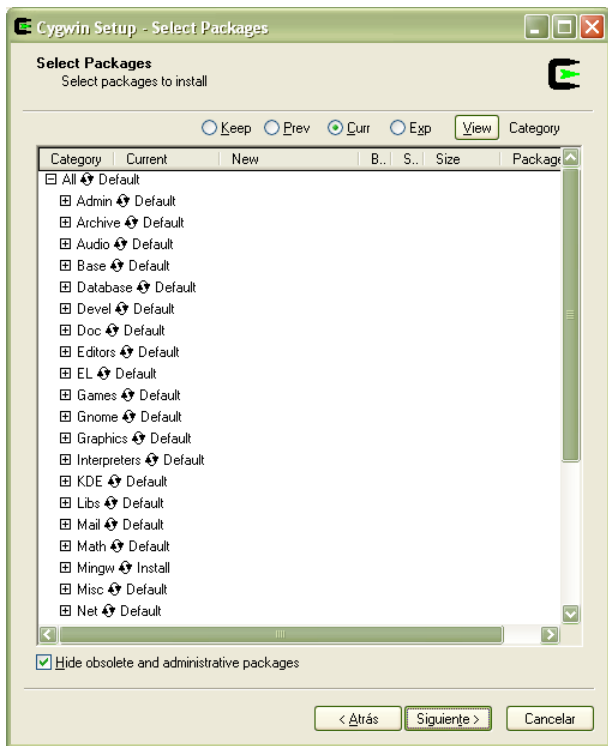 Cygwin Setup - Select Packages
Select Packages
Select packages to install
Keep Prev Curr Exp View Category
Category Current New B.. S.. Size Package
All Default
Admin Default
Archive Default
Audio Default
Base Default
Database Default
Devel Default
Doc Default
Editors Default
EL Default
Games Default
Gnome Default
Graphics Default
Interpreters Default
KDE Default
Libs Default
Mail Default
Math Default
Mingw Install
Misc Default
Net Default
Hide obsolete and administrative packages
< Atrás Siguiente > Cancelar